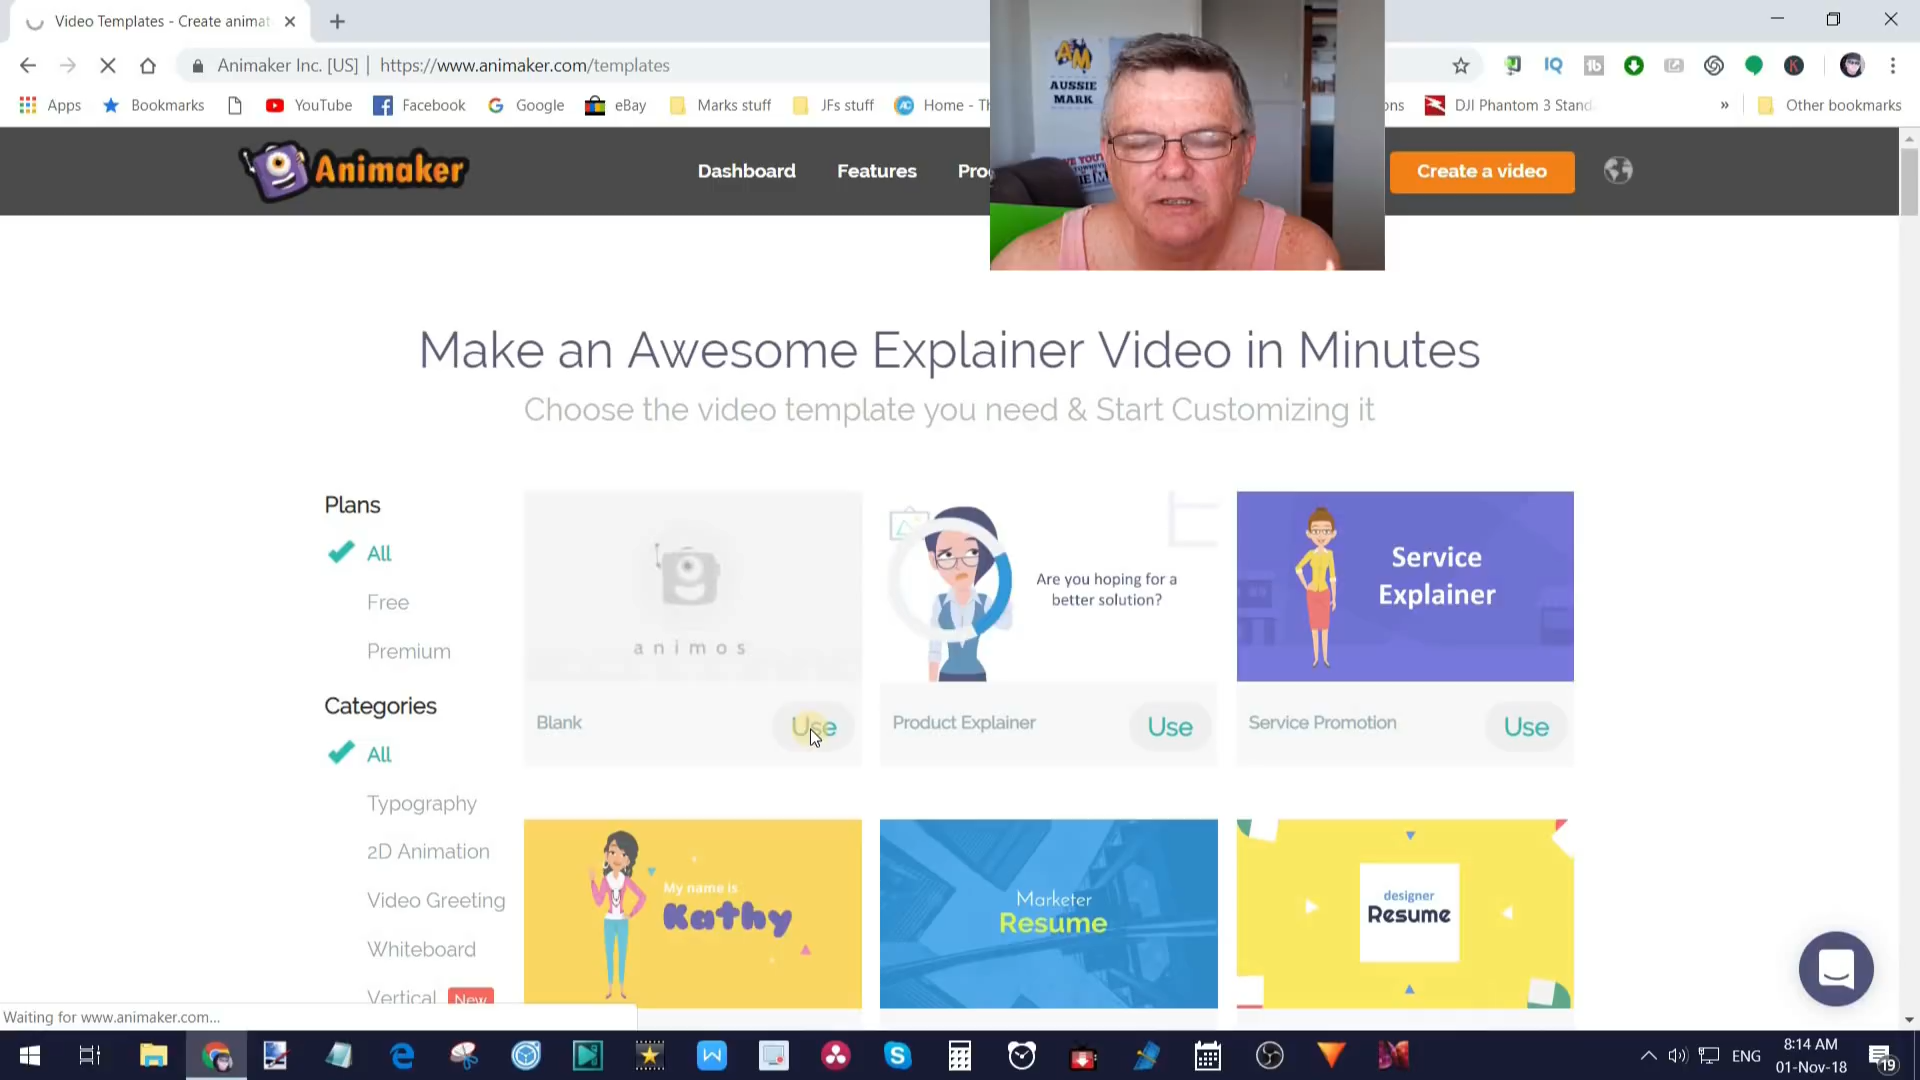 Video Templates - Create animat
Animaker Inc. [US] | https://www.animaker.com/templates
Apps
Bookmarks
YouTube
Facebook
Google
eBay
Marks stuff
JFs stuff
Home - Th
ons
DJI Phantom 3 Stand
»
Other bookmarks
AM
AUSSIE
MARK
IQ
tb
K
Animaker
Dashboard
Features
Pro
Create a video
Make an Awesome Explainer Video in Minutes
Choose the video template you need & Start Customizing it
Plans
All
Free
Premium
Categories
All
Typography
2D Animation
Video Greeting
Whiteboard
Vertical New
animos
Blank
Use
Are you hoping for a
better solution?
Product Explainer
Use
Service
Explainer
Service Promotion
Use
My name is
Kathy
Marketer
Resume
designer
Resume
Waiting for www.animaker.com...
ENG
8:14 AM
01-Nov-18
19